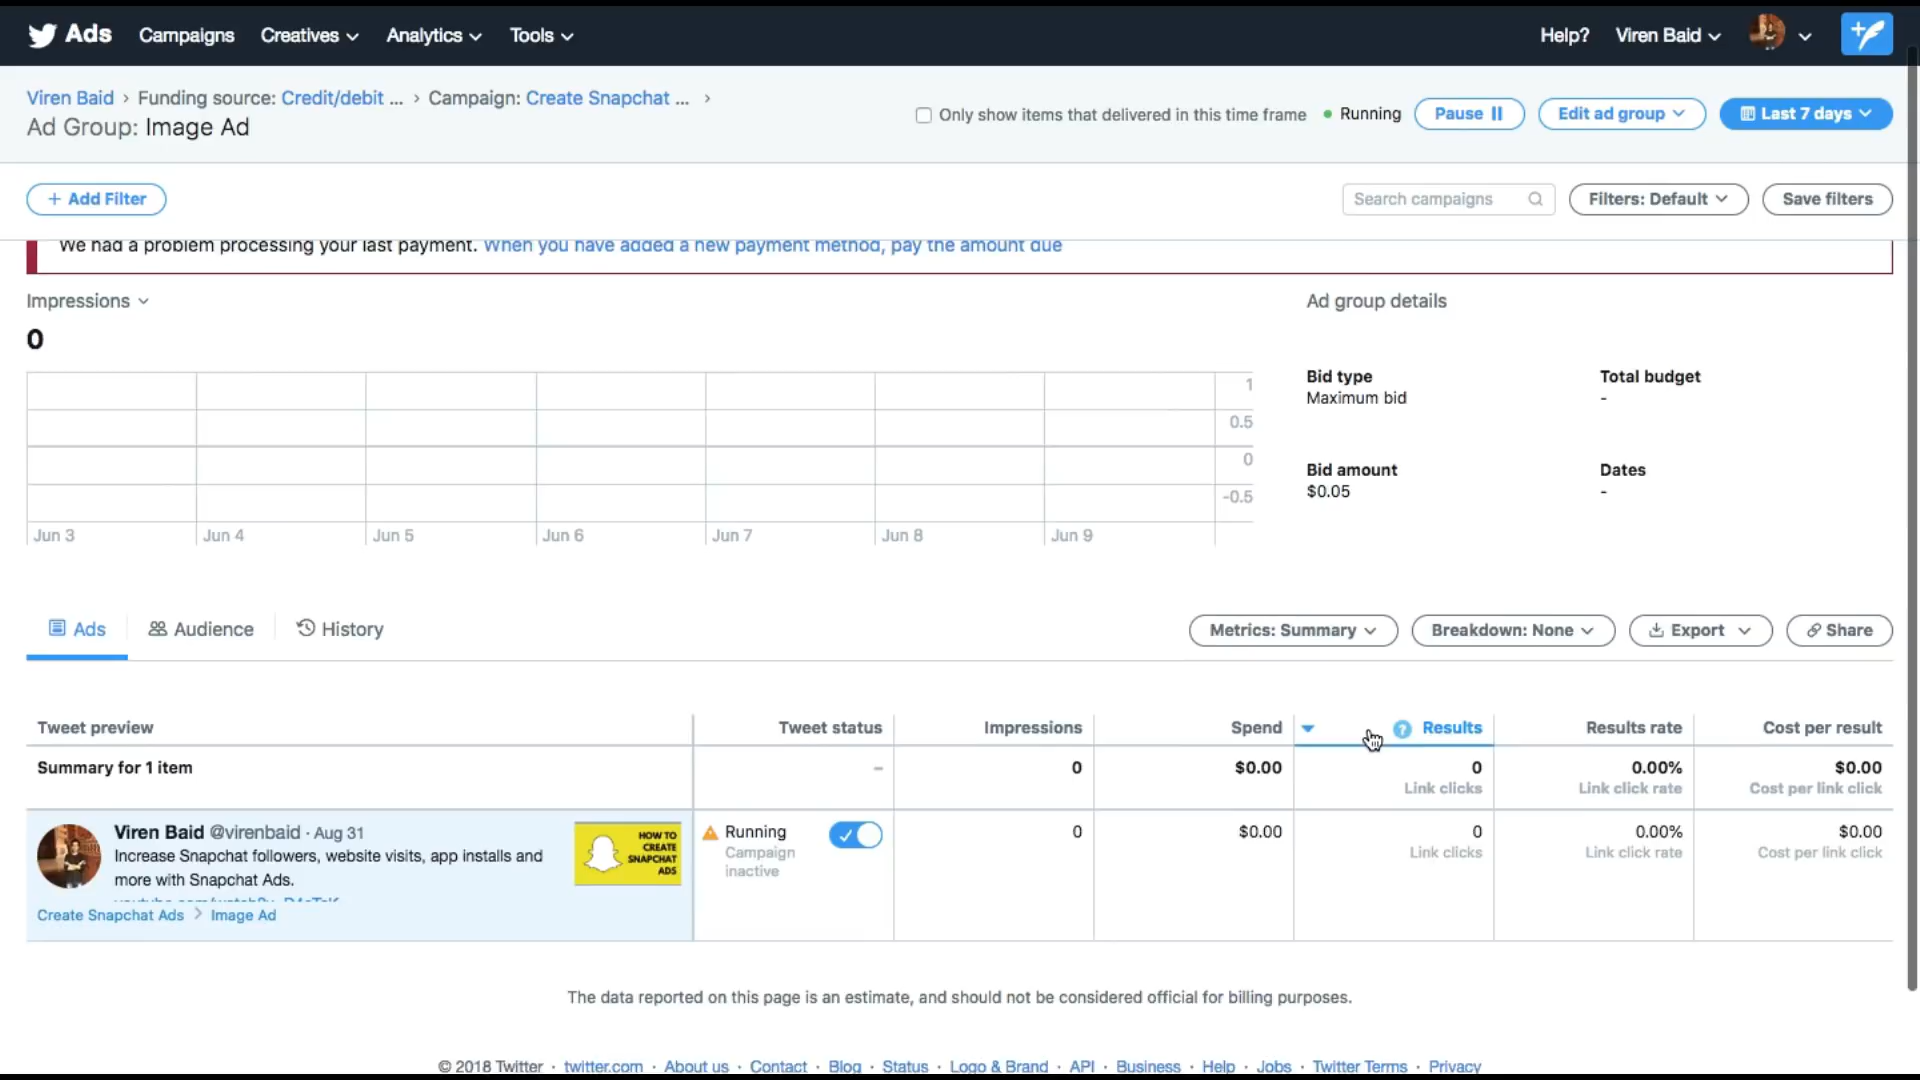 Ads Campaigns Creatives Analytics Tools Help? Viren Baid
Viren Baid › Funding source: Credit/debit ... › Campaign: Create Snapchat ... ›
Ad Group: Image Ad
Only show items that delivered in this time frame Running Pause Edit ad group Last 7 days
+ Add Filter Search campaigns Filters: Default Save filters
We had a problem processing your last payment. When you have added a new payment method, pay the amount due
Impressions
0
1
0.5
0
-0.5
Jun 3 Jun 4 Jun 5 Jun 6 Jun 7 Jun 8 Jun 9
Ad group details
Bid type Total budget
Maximum bid -
Bid amount Dates
$0.05 -
Ads Audience History Metrics: Summary Breakdown: None Export Share
Tweet preview Tweet status Impressions Spend ? Results Results rate Cost per result
Summary for 1 item – 0 $0.00 0 0.00% $0.00
Link clicks Link click rate Cost per link click
Viren Baid @virenbaid · Aug 31
Increase Snapchat followers, website visits, app installs and
more with Snapchat Ads.
Create Snapchat Ads > Image Ad
HOW TO
CREATE
SNAPCHAT
ADS
Running 0 $0.00 0 0.00% $0.00
Campaign Link clicks Link click rate Cost per link click
inactive
The data reported on this page is an estimate, and should not be considered official for billing purposes.
© 2018 Twitter · twitter.com · About us · Contact · Blog · Status · Logo & Brand · API · Business · Help · Jobs · Twitter Terms · Privacy